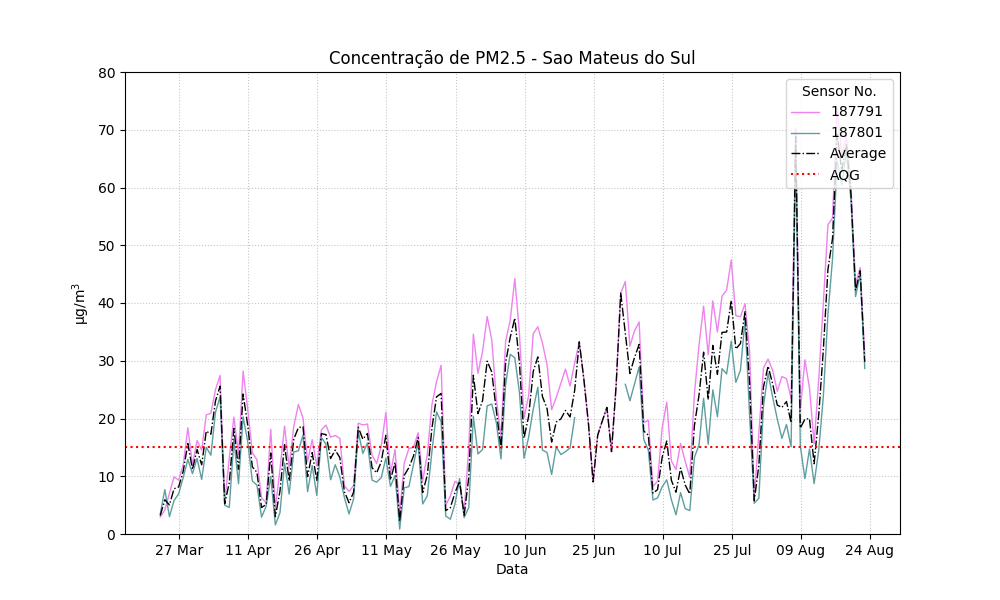 Concentração de PM2.5 - Sao Mateus do Sul
80
70
60
50
40
30
20
10
0
µg/m³
Sensor No.
187791
187801
Average
AQG
27 Mar 11 Apr 26 Apr 11 May 26 May 10 Jun 25 Jun 10 Jul 25 Jul 09 Aug 24 Aug
Data